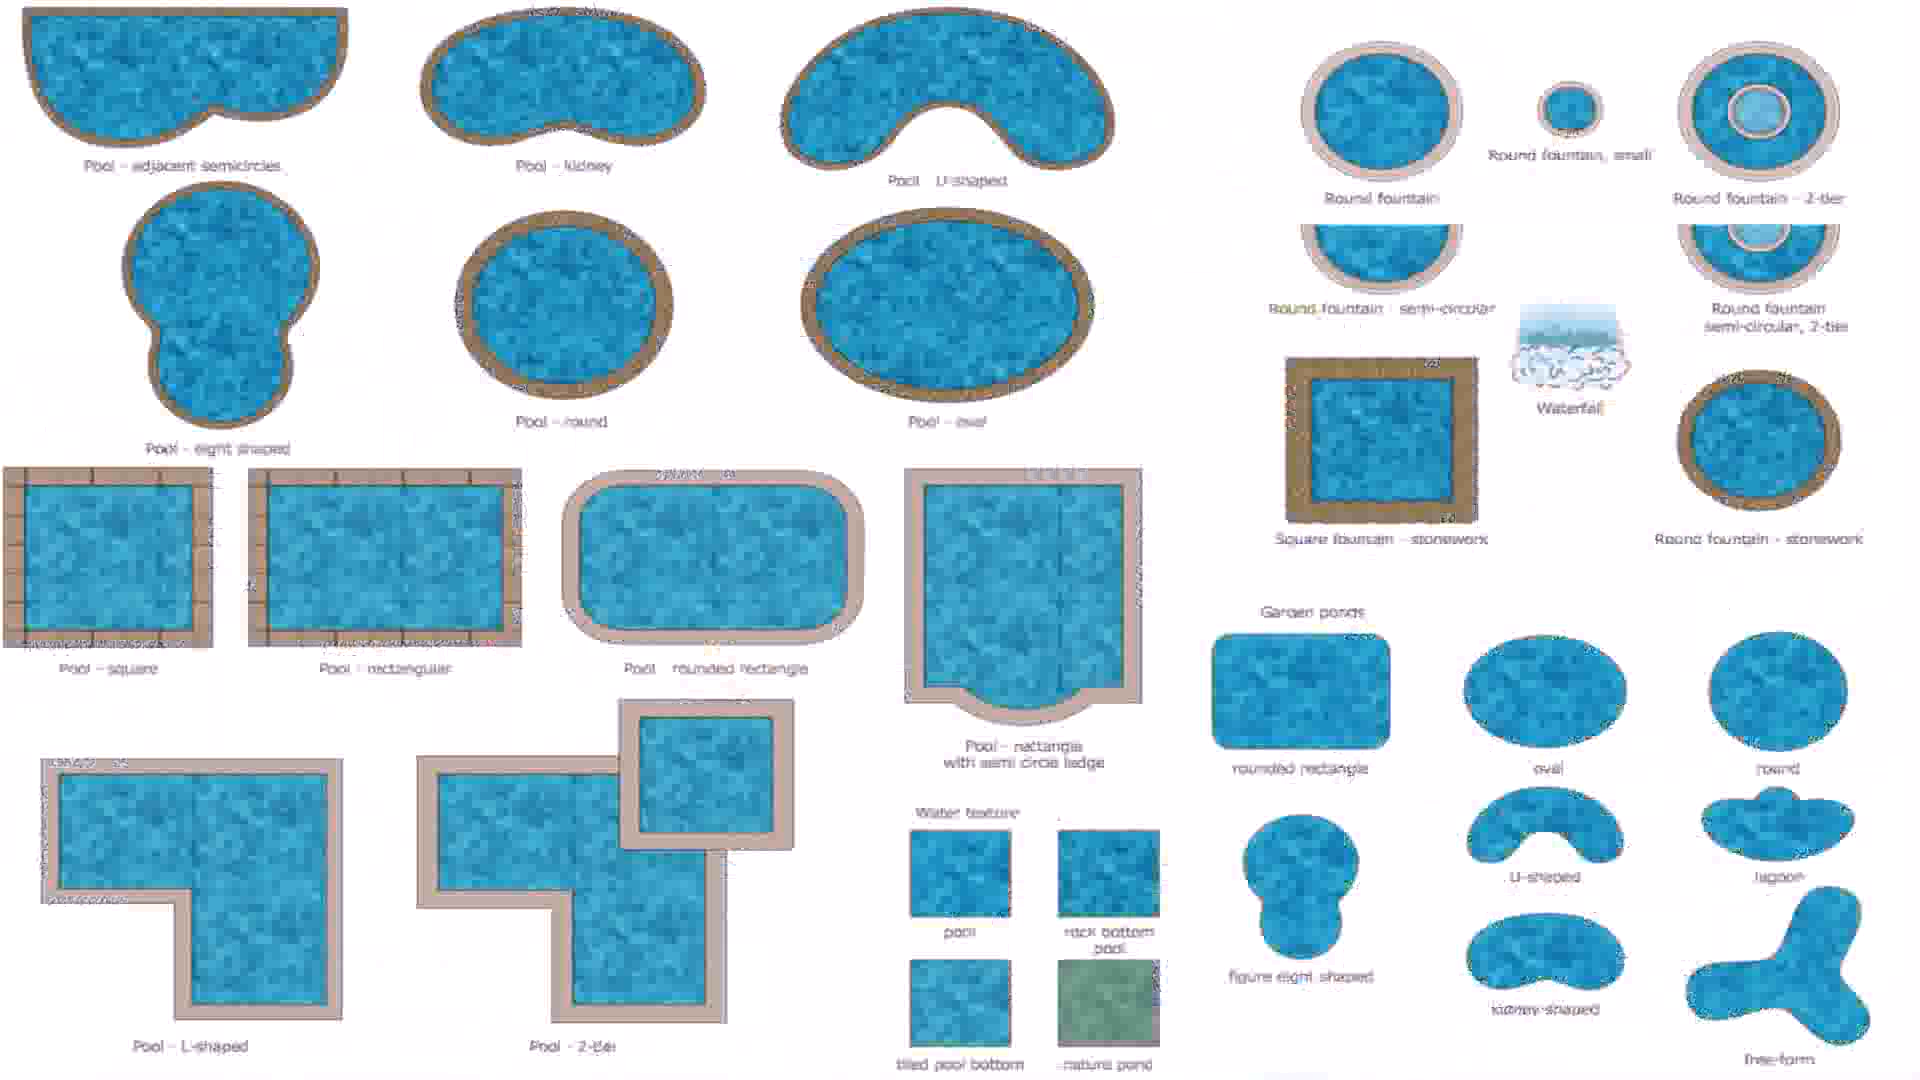 Pool - adjacent semicircles
Pool - kidney
Pool - U-shaped
Round fountain
Round fountain, small
Round fountain - 2-tier
Pool - eight shaped
Pool - round
Pool - oval
Round fountain - semi-circular
Waterfall
Round fountain
semi-circular, 2-tier
Square fountain - stonework
Round fountain - stonework
Pool - square
Pool - rectangular
Pool - rounded rectangle
Pool - rectangle
with semi circle ledge
Pool - L-shaped
Pool - 2-tier
Water texture
pool
rock bottom
pool
tiled pool bottom
nature pond
Garden ponds
rounded rectangle
oval
round
figure eight shaped
U-shaped
lagoon
kidney-shaped
free-form